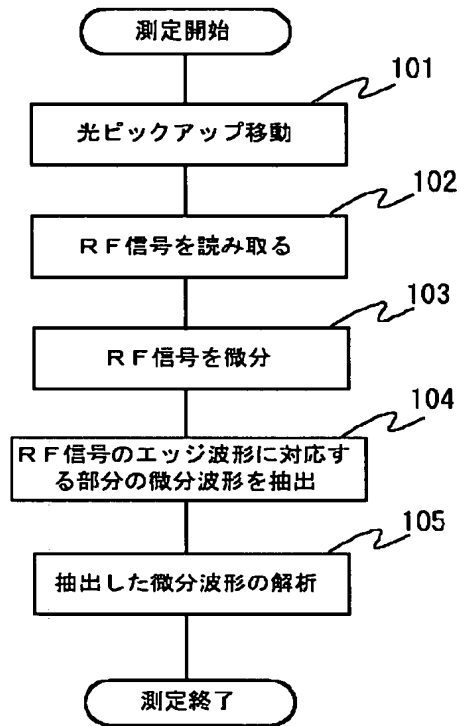 測定開始
101
光ピックアップ移動
102
RF信号を読み取る
103
RF信号を微分
104
RF信号のエッジ波形に対応す
る部分の微分波形を抽出
105
抽出した微分波形の解析
測定終了